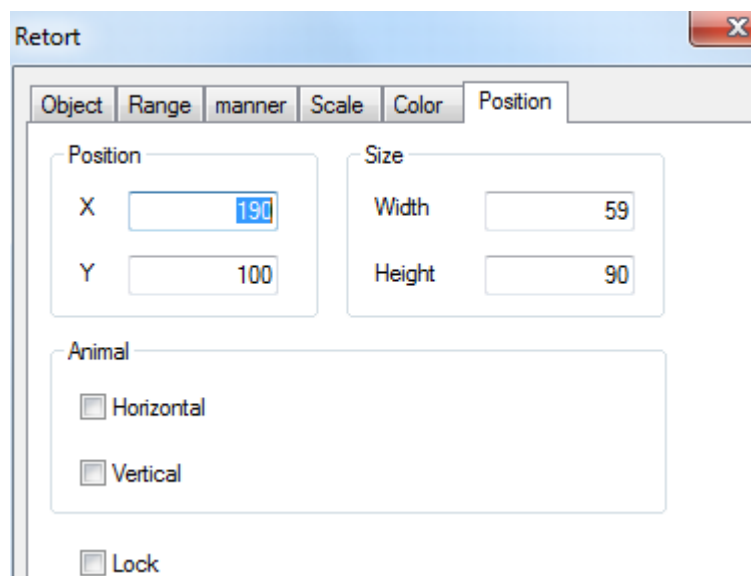 Retort
Object Range manner Scale Color Position
Position
X 190
Y 100
Size
Width 59
Height 90
Animal
Horizontal
Vertical
Lock